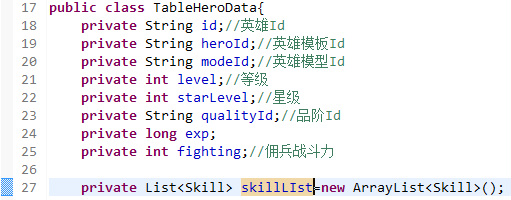 17 public class TableHeroData{
18 private String id;//英雄Id
19 private String heroId;//英雄模板Id
20 private String modeId;//英雄模型Id
21 private int level;//等级
22 private int starLevel;//星级
23 private String qualityId;//品阶Id
24 private long exp;
25 private int fighting;//佣兵战斗力
26
27 private List<Skill> skillLIst=new ArrayList<Skill>();